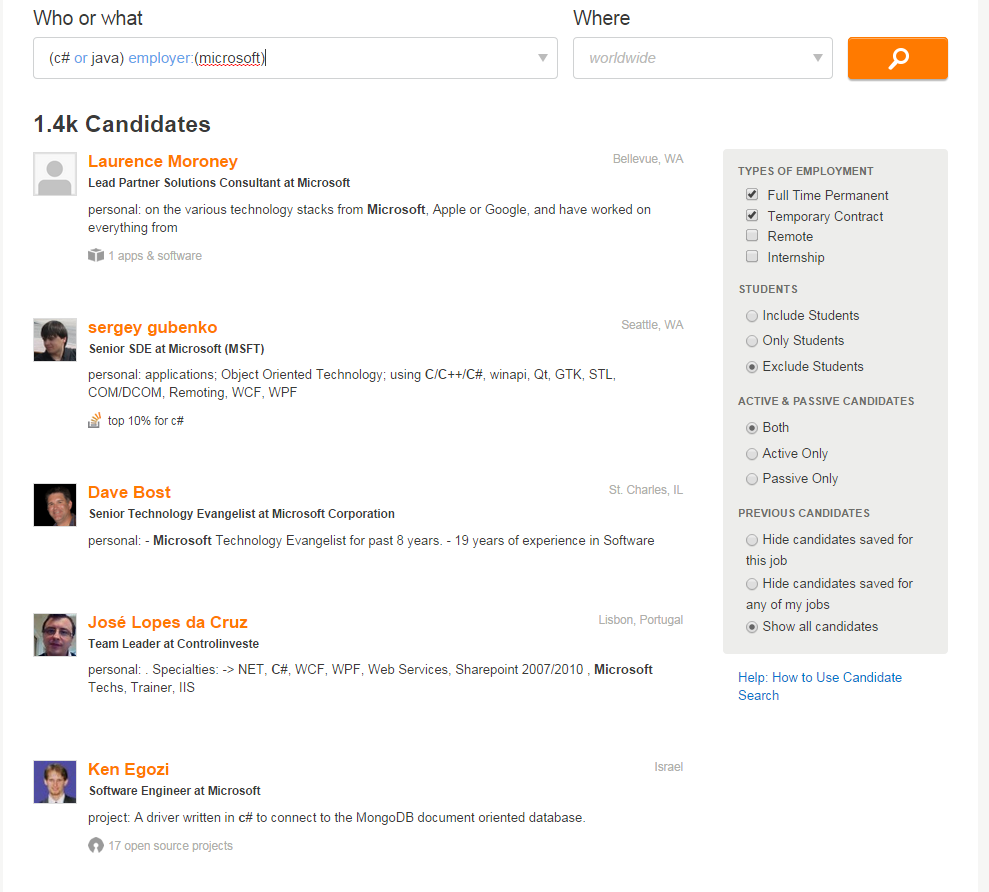 Who or what
Where
(c# or java) employer:(microsoft)
worldwide
1.4k Candidates
Laurence Moroney
Bellevue, WA
Lead Partner Solutions Consultant at Microsoft
personal: on the various technology stacks from Microsoft, Apple or Google, and have worked on
everything from
1 apps & software
sergey gubenko
Seattle, WA
Senior SDE at Microsoft (MSFT)
personal: applications; Object Oriented Technology; using C/C++/C#, winapi, Qt, GTK, STL,
COM/DCOM, Remoting, WCF, WPF
top 10% for c#
Dave Bost
St. Charles, IL
Senior Technology Evangelist at Microsoft Corporation
personal: - Microsoft Technology Evangelist for past 8 years. - 19 years of experience in Software
José Lopes da Cruz
Lisbon, Portugal
Team Leader at Controlinveste
personal: . Specialties: -> NET, C#, WCF, WPF, Web Services, Sharepoint 2007/2010 , Microsoft
Techs, Trainer, IIS
Ken Egozi
Israel
Software Engineer at Microsoft
project: A driver written in c# to connect to the MongoDB document oriented database.
17 open source projects
TYPES OF EMPLOYMENT
Full Time Permanent
Temporary Contract
Remote
Internship
STUDENTS
Include Students
Only Students
Exclude Students
ACTIVE & PASSIVE CANDIDATES
Both
Active Only
Passive Only
PREVIOUS CANDIDATES
Hide candidates saved for
this job
Hide candidates saved for
any of my jobs
Show all candidates
Help: How to Use Candidate
Search